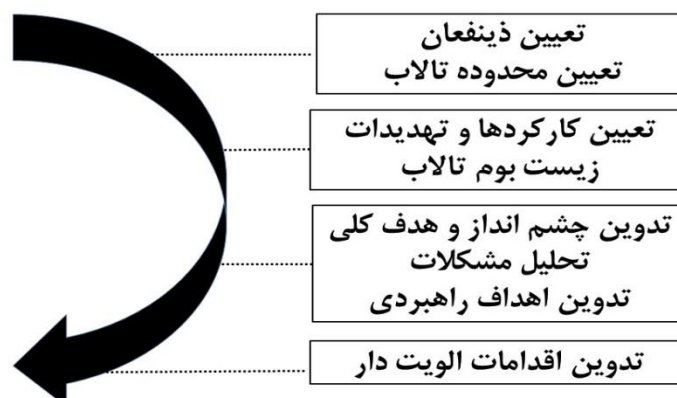 تعیین ذینفعان
تعیین محدوده تالاب
تعیین کارکردها و تهدیدات
زیست بوم تالاب
تدوین چشم انداز و هدف کلی
تحلیل مشکلات
تدوین اهداف راهبردی
تدوین اقدامات الویت دار